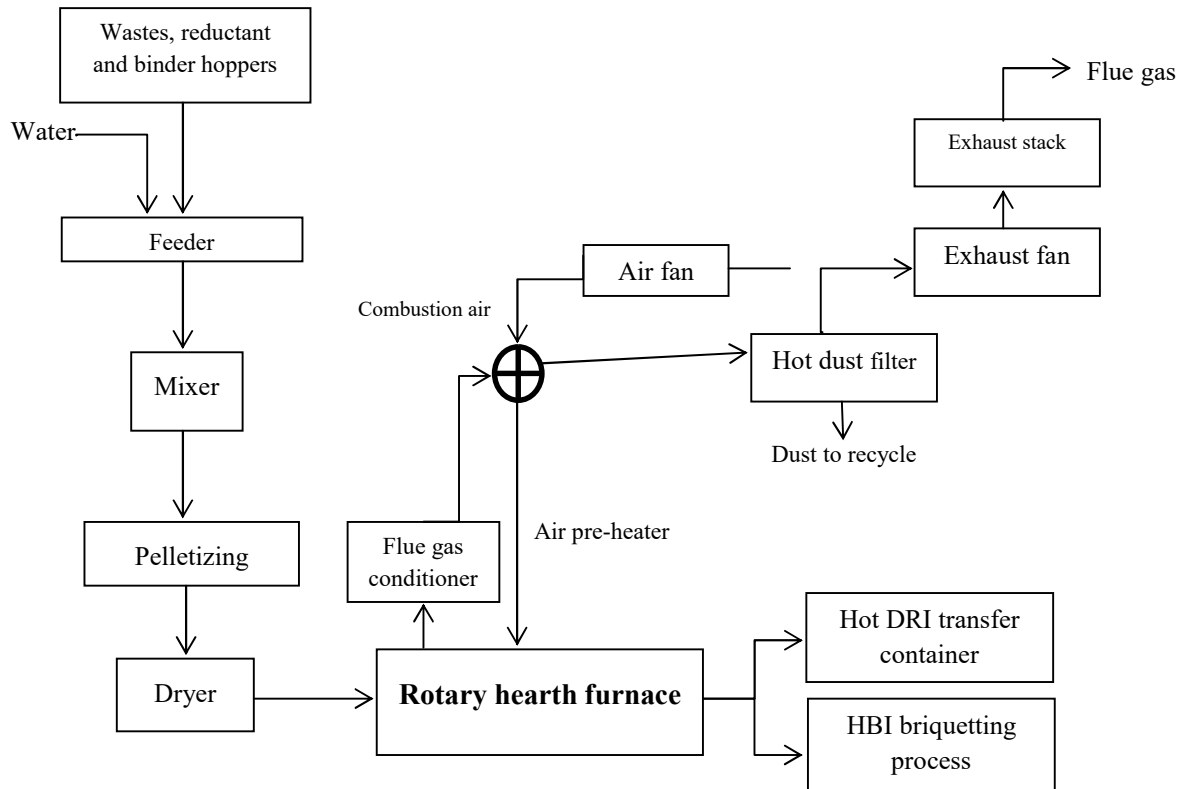 Wastes, reductant
and binder hoppers
Water
Feeder
Mixer
Pelletizing
Dryer
Flue gas
Exhaust stack
Exhaust fan
Air fan
Combustion air
Hot dust filter
Dust to recycle
Air pre-heater
Flue gas
conditioner
Rotary hearth furnace
Hot DRI transfer
container
HBI briquetting
process